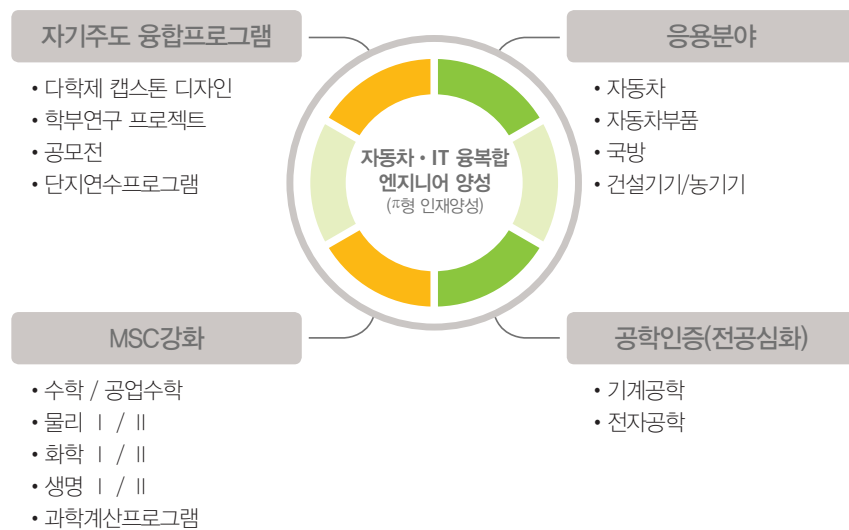 자기주도 융합프로그램
• 다학제 캡스톤 디자인
• 학부연구 프로젝트
• 공모전
• 단지연수프로그램
응용분야
• 자동차
• 자동차부품
• 국방
• 건설기기/농기기
자동차・IT 융복합
엔지니어 양성
(π형 인재양성)
MSC강화
• 수학 / 공업수학
• 물리 Ⅰ / Ⅱ
• 화학 Ⅰ / Ⅱ
• 생명 Ⅰ / Ⅱ
• 과학계산프로그램
공학인증(전공심화)
• 기계공학
• 전자공학